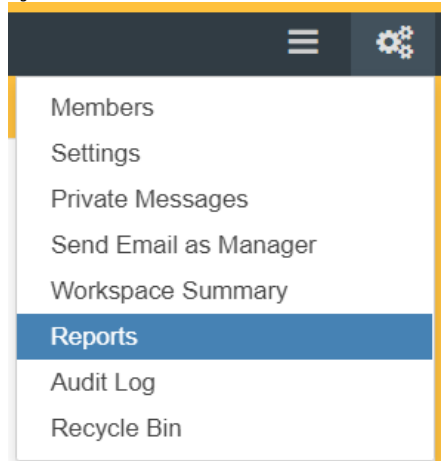 Members
Settings
Private Messages
Send Email as Manager
Workspace Summary
Reports
Audit Log
Recycle Bin